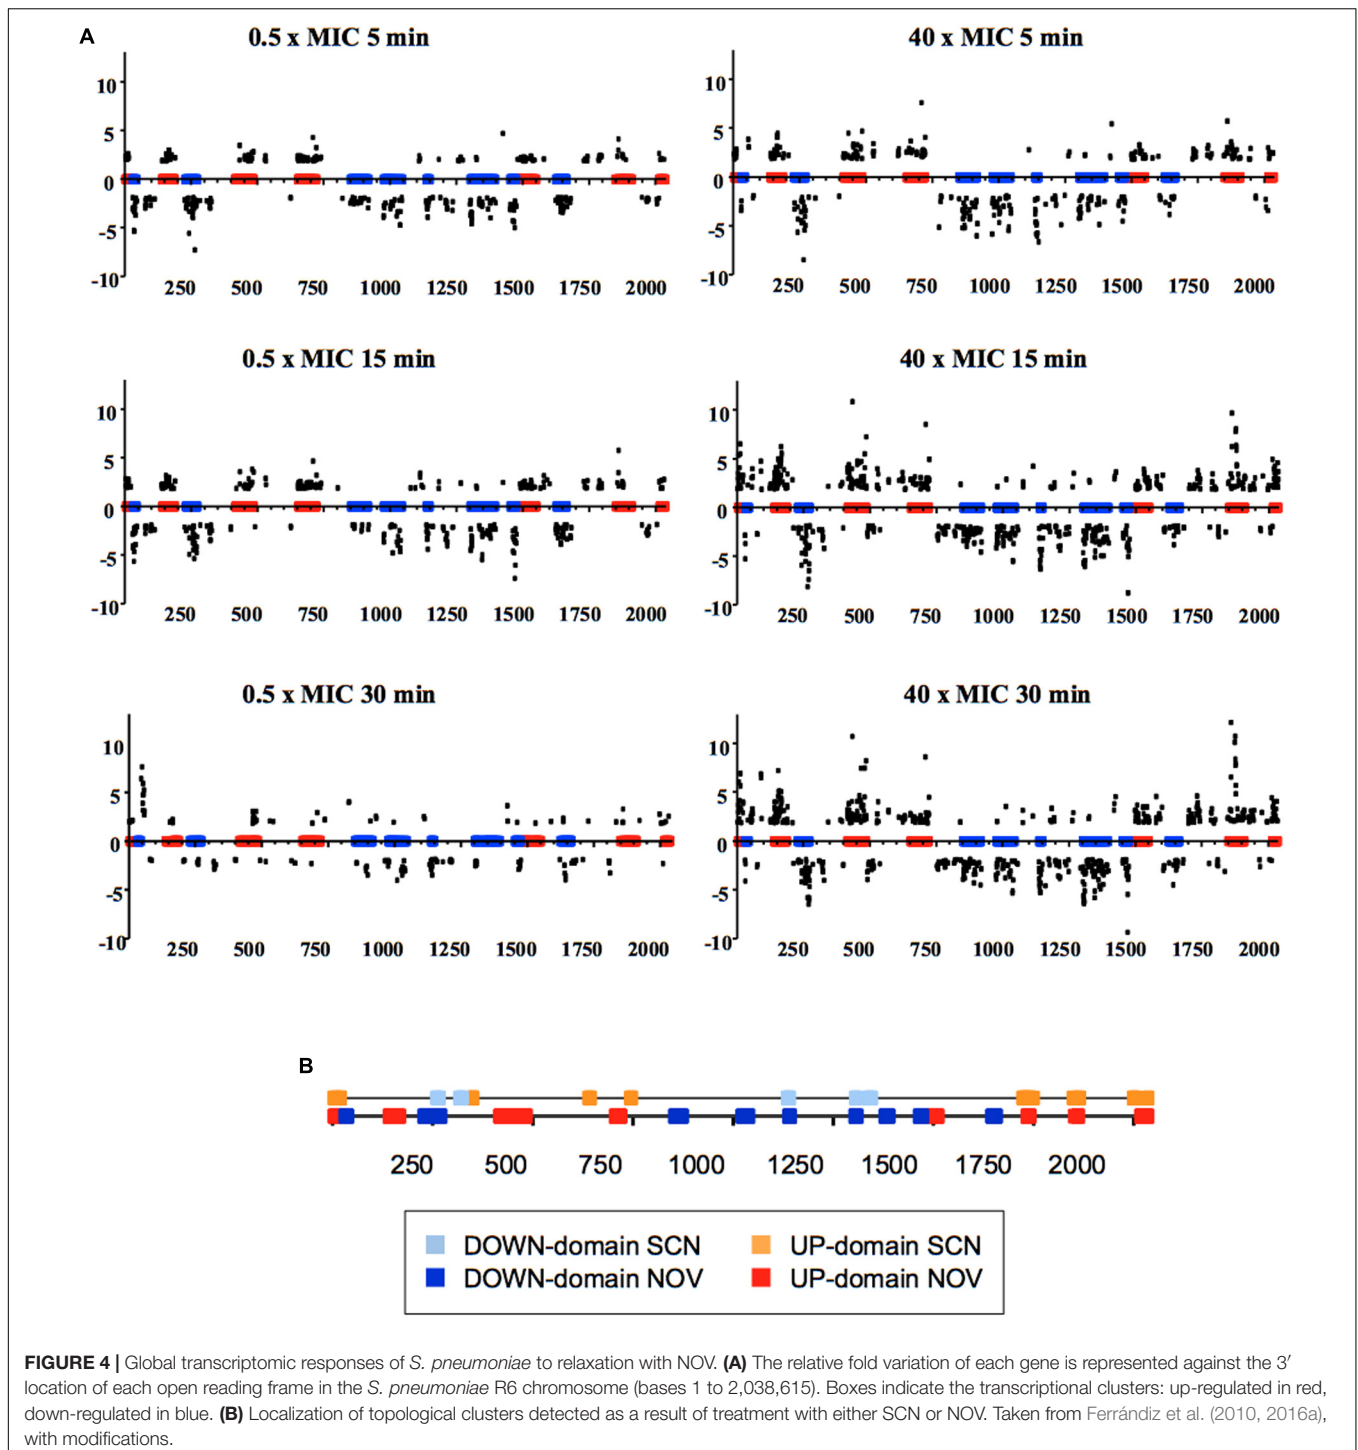 A
0.5 x MIC 5 min
10
5
0
-5
-10
250 500 750 1000 1250 1500 1750 2000
40 x MIC 5 min
10
5
0
-5
-10
250 500 750 1000 1250 1500 1750 2000
0.5 x MIC 15 min
10
5
0
-5
-10
250 500 750 1000 1250 1500 1750 2000
40 x MIC 15 min
10
5
0
-5
-10
250 500 750 1000 1250 1500 1750 2000
0.5 x MIC 30 min
10
5
0
-5
-10
250 500 750 1000 1250 1500 1750 2000
40 x MIC 30 min
10
5
0
-5
-10
250 500 750 1000 1250 1500 1750 2000
B
250 500 750 1000 1250 1500 1750 2000
DOWN-domain SCN UP-domain SCN
DOWN-domain NOV UP-domain NOV
FIGURE 4 | Global transcriptomic responses of S. pneumoniae to relaxation with NOV. (A) The relative fold variation of each gene is represented against the 3′
location of each open reading frame in the S. pneumoniae R6 chromosome (bases 1 to 2,038,615). Boxes indicate the transcriptional clusters: up-regulated in red,
down-regulated in blue. (B) Localization of topological clusters detected as a result of treatment with either SCN or NOV. Taken from Ferrándiz et al. (2010, 2016a),
with modifications.